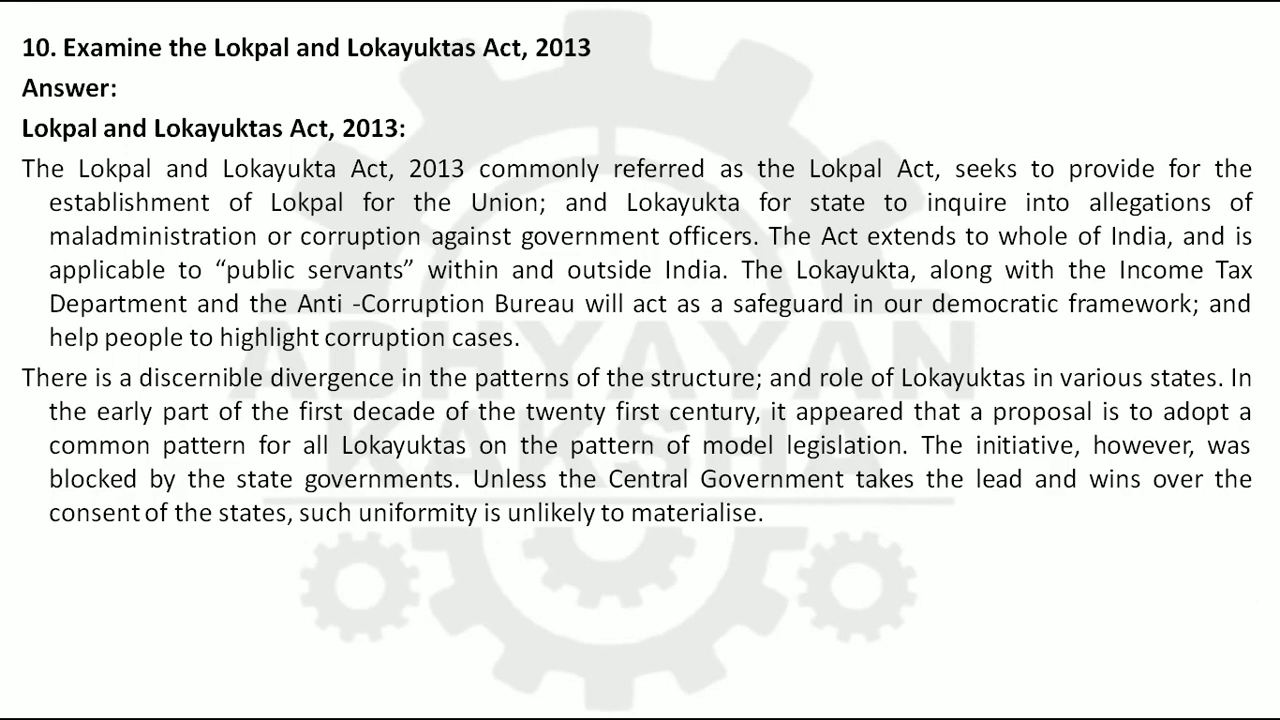 10. Examine the Lokpal and Lokayuktas Act, 2013
Answer:
Lokpal and Lokayuktas Act, 2013:
The Lokpal and Lokayukta Act, 2013 commonly referred as the Lokpal Act, seeks to provide for the
establishment of Lokpal for the Union; and Lokayukta for state to inquire into allegations of
maladministration or corruption against government officers. The Act extends to whole of India, and is
applicable to “public servants” within and outside India. The Lokayukta, along with the Income Tax
Department and the Anti -Corruption Bureau will act as a safeguard in our democratic framework; and
help people to highlight corruption cases.
There is a discernible divergence in the patterns of the structure; and role of Lokayuktas in various states. In
the early part of the first decade of the twenty first century, it appeared that a proposal is to adopt a
common pattern for all Lokayuktas on the pattern of model legislation. The initiative, however, was
blocked by the state governments. Unless the Central Government takes the lead and wins over the
consent of the states, such uniformity is unlikely to materialise.
ADHYAYAN
KAKSHA